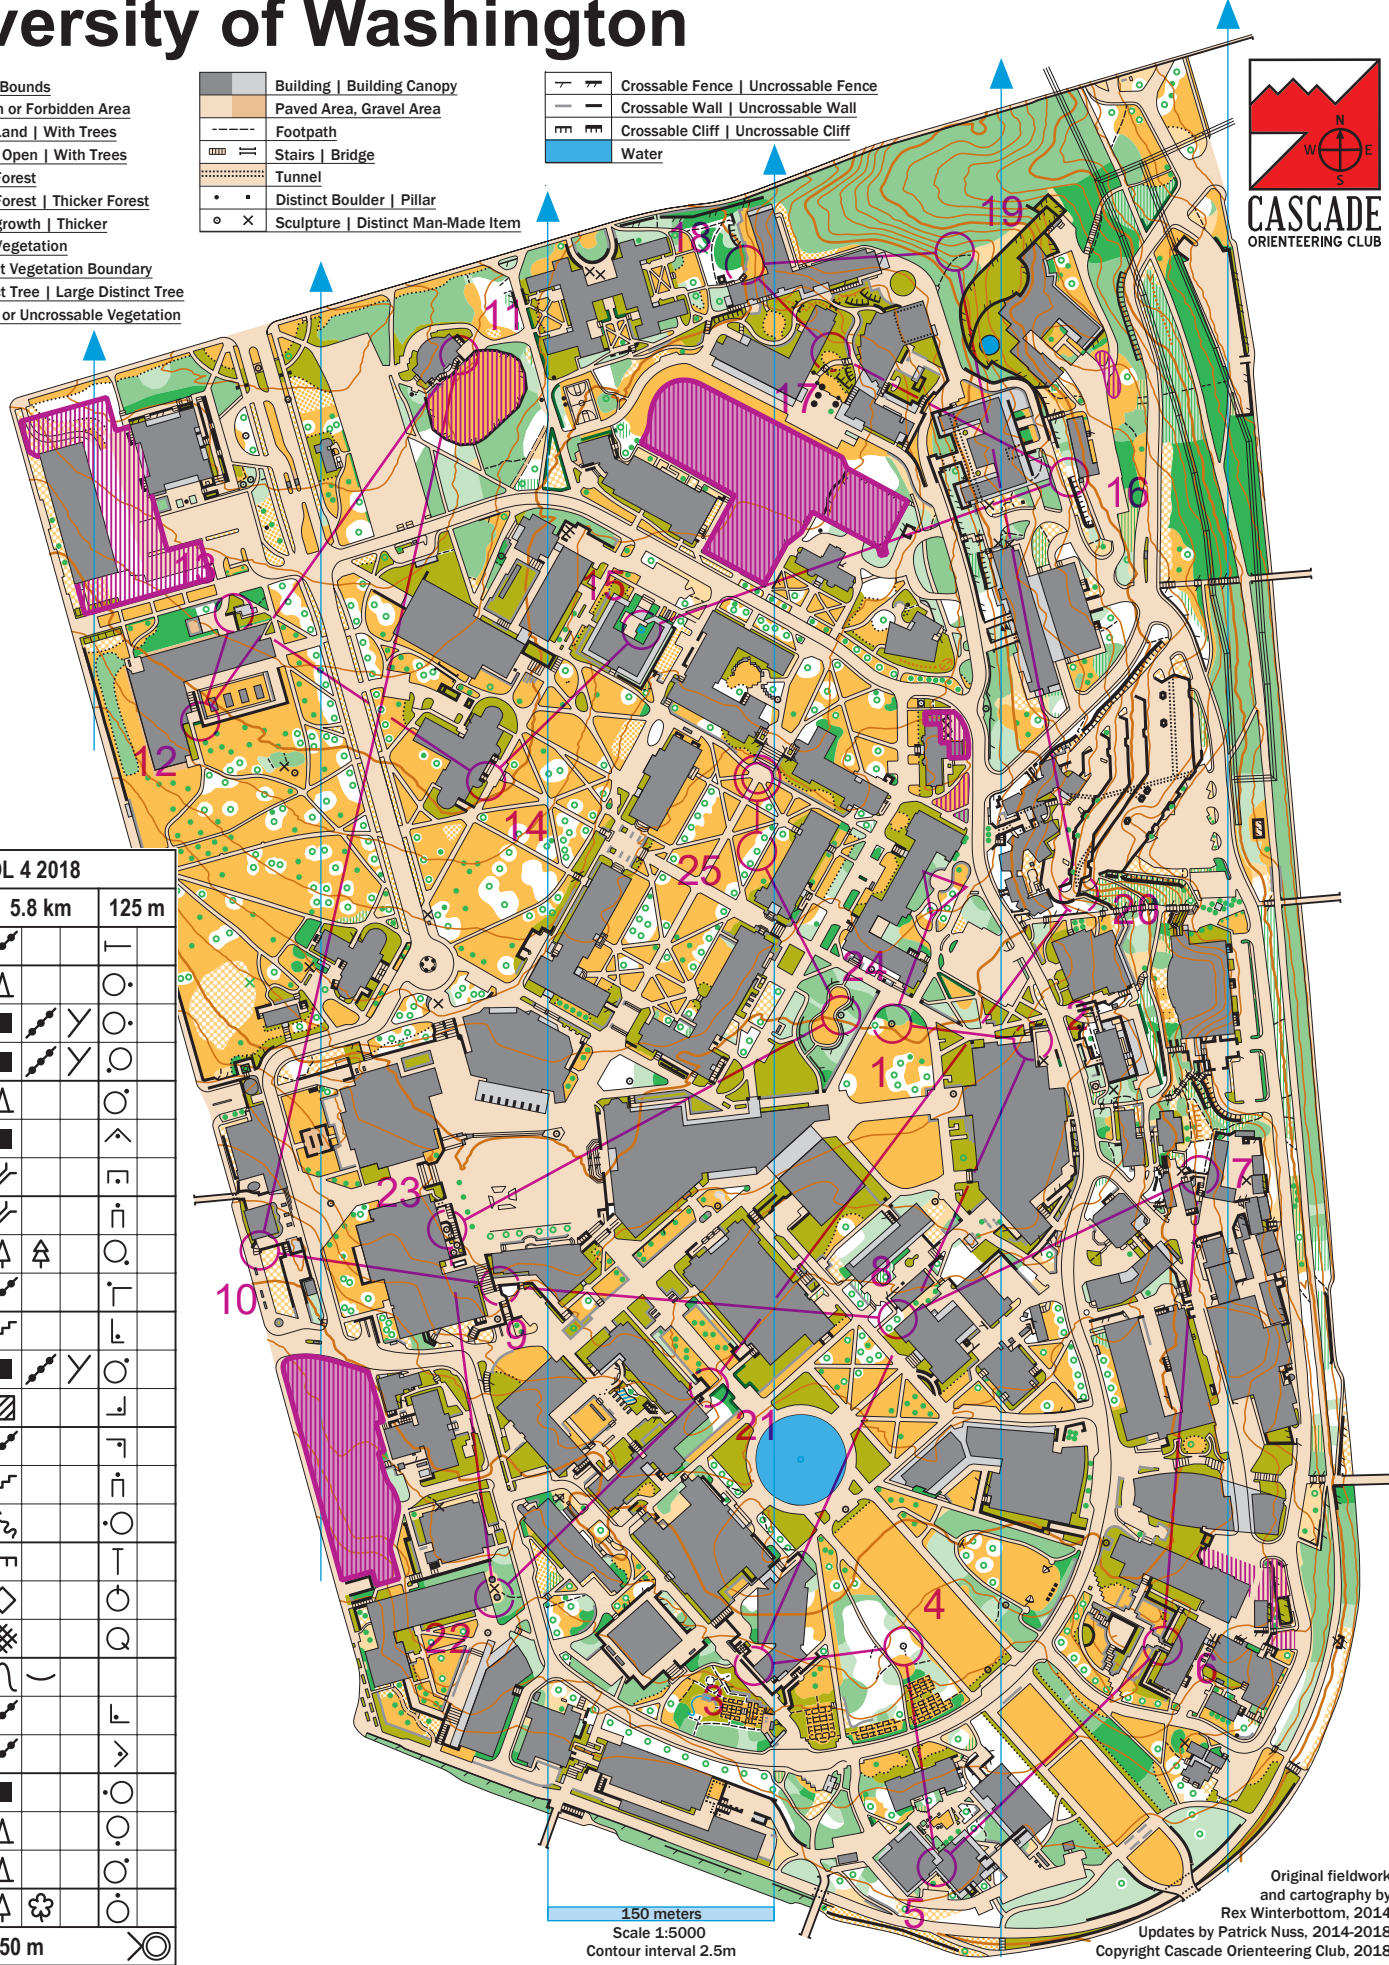 versity of Washington
Bounds
or Forbidden Area
Land | With Trees
Open | With Trees
Forest
Forest | Thicker Forest
growth | Thicker
Vegetation
t Vegetation Boundary
ct Tree | Large Distinct Tree
or Uncrossable Vegetation
Building | Building Canopy
Paved Area, Gravel Area
Footpath
Stairs | Bridge
Tunnel
Distinct Boulder | Pillar
Sculpture | Distinct Man-Made Item
Crossable Fence | Uncrossable Fence
Crossable Wall | Uncrossable Wall
Crossable Cliff | Uncrossable Cliff
Water
N
W E
S
CASCADE
ORIENTEERING CLUB
19
18
11
17
16
13
15
12
14
25
20
24
2
1
7
23
8
10
9
21
4
22
3
6
5
OL 4 2018
5.8 km 125 m
50 m
150 meters
Scale 1:5000
Contour interval 2.5m
Original fieldwork
and cartography by
Rex Winterbottom, 2014
Updates by Patrick Nuss, 2014-2018
Copyright Cascade Orienteering Club, 2018